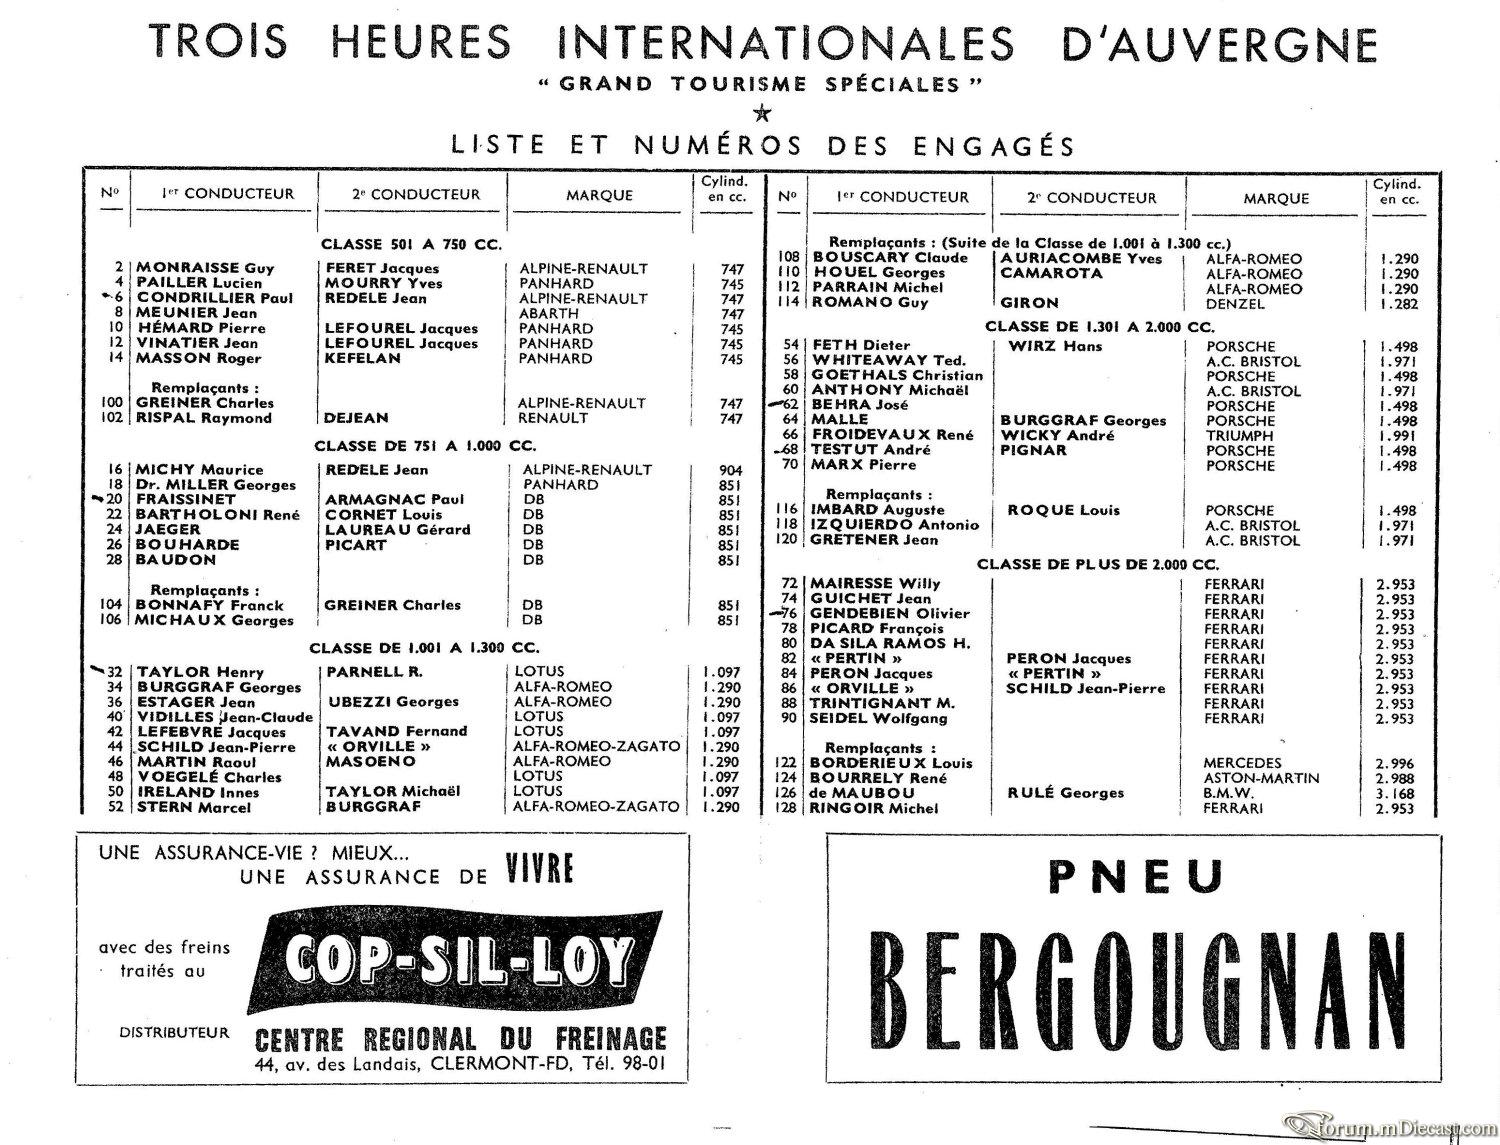 TROIS HEURES INTERNATIONALES D'AUVERGNE
" GRAND TOURISME SPÉCIALES "
LISTE ET NUMÉROS DES ENGAGÉS
Nº 1er CONDUCTEUR 2e CONDUCTEUR MARQUE Cylind. en cc.
CLASSE 501 A 750 CC.
2 MONRAISSE Guy FERET Jacques ALPINE-RENAULT 747
4 PAILLER Lucien MOURRY Yves PANHARD 745
6 CONDRILLIER Paul REDELE Jean ALPINE-RENAULT 747
8 MEUNIER Jean ABARTH 747
10 HÉMARD Pierre LEFOUREL Jacques PANHARD 745
12 VINATIER Jean LEFOUREL Jacques PANHARD 745
14 MASSON Roger KEFELAN PANHARD 745
Remplaçants :
100 GREINER Charles ALPINE-RENAULT 747
102 RISPAL Raymond DEJEAN RENAULT 747
CLASSE DE 751 A 1.000 CC.
16 MICHY Maurice REDELE Jean ALPINE-RENAULT 904
18 Dr. MILLER Georges PANHARD 851
20 FRAISSINET ARMAGNAC Paul DB 851
22 BARTHOLONI René CORNET Louis DB 851
24 JAEGER LAUREAU Gérard DB 851
26 BOUHARDE PICART DB 851
28 BAUDON DB 851
Remplaçants :
104 BONNAFY Franck GREINER Charles DB 851
106 MICHAUX Georges DB 851
CLASSE DE 1.001 A 1.300 CC.
32 TAYLOR Henry PARNELL R. LOTUS 1.097
34 BURGGRAF Georges ALFA-ROMEO 1.290
36 ESTAGER Jean UBEZZI Georges ALFA-ROMEO 1.290
40 VIDILLES Jean-Claude LOTUS 1.097
42 LEFEBVRE Jacques TAVAND Fernand LOTUS 1.097
44 SCHILD Jean-Pierre « ORVILLE » ALFA-ROMEO-ZAGATO 1.290
46 MARTIN Raoul MASOENO ALFA-ROMEO 1.290
48 VOEGELÉ Charles LOTUS 1.097
50 IRELAND Innes TAYLOR Michaël LOTUS 1.097
52 STERN Marcel BURGGRAF ALFA-ROMEO-ZAGATO 1.290
Nº 1er CONDUCTEUR 2e CONDUCTEUR MARQUE Cylind. en cc.
Remplaçants : (Suite de la Classe de 1.001 à 1.300 cc.)
108 BOUSCARY Claude AURIACOMBE Yves ALFA-ROMEO 1.290
110 HOUEL Georges CAMAROTA ALFA-ROMEO 1.290
112 PARRAIN Michel ALFA-ROMEO 1.290
114 ROMANO Guy GIRON DENZEL 1.282
CLASSE DE 1.301 A 2.000 CC.
54 FETH Dieter WIRZ Hans PORSCHE 1.498
56 WHITEAWAY Ted. A.C. BRISTOL 1.971
58 GOETHALS Christian PORSCHE 1.498
60 ANTHONY Michaël A.C. BRISTOL 1.971
62 BEHRA José PORSCHE 1.498
64 MALLE BURGGRAF Georges PORSCHE 1.498
66 FROIDEVAUX René WICKY André TRIUMPH 1.991
68 TESTUT André PIGNAR PORSCHE 1.498
70 MARX Pierre PORSCHE 1.498
Remplaçants :
116 IMBARD Auguste ROQUE Louis PORSCHE 1.498
118 IZQUIERDO Antonio A.C. BRISTOL 1.971
120 GRETENER Jean A.C. BRISTOL 1.971
CLASSE DE PLUS DE 2.000 CC.
72 MAIRESSE Willy FERRARI 2.953
74 GUICHET Jean FERRARI 2.953
76 GENDEBIEN Olivier FERRARI 2.953
78 PICARD François FERRARI 2.953
80 DA SILA RAMOS H. FERRARI 2.953
82 « PERTIN » PERON Jacques FERRARI 2.953
84 PERON Jacques « PERTIN » FERRARI 2.953
86 « ORVILLE » SCHILD Jean-Pierre FERRARI 2.953
88 TRINTIGNANT M. FERRARI 2.953
90 SEIDEL Wolfgang FERRARI 2.953
Remplaçants :
122 BORDERIEUX Louis MERCEDES 2.996
124 BOURRELY René ASTON-MARTIN 2.988
126 de MAUBOU RULÉ Georges B.M.W. 3.168
128 RINGOIR Michel FERRARI 2.953
UNE ASSURANCE-VIE ? MIEUX...
UNE ASSURANCE DE VIVRE
avec des freins
traités au
COP-SIL-LOY
DISTRIBUTEUR CENTRE REGIONAL DU FREINAGE
44, av. des Landais, CLERMONT-FD, Tél. 98-01
PNEU
BERGOUGNAN
forum.mDiecast.com